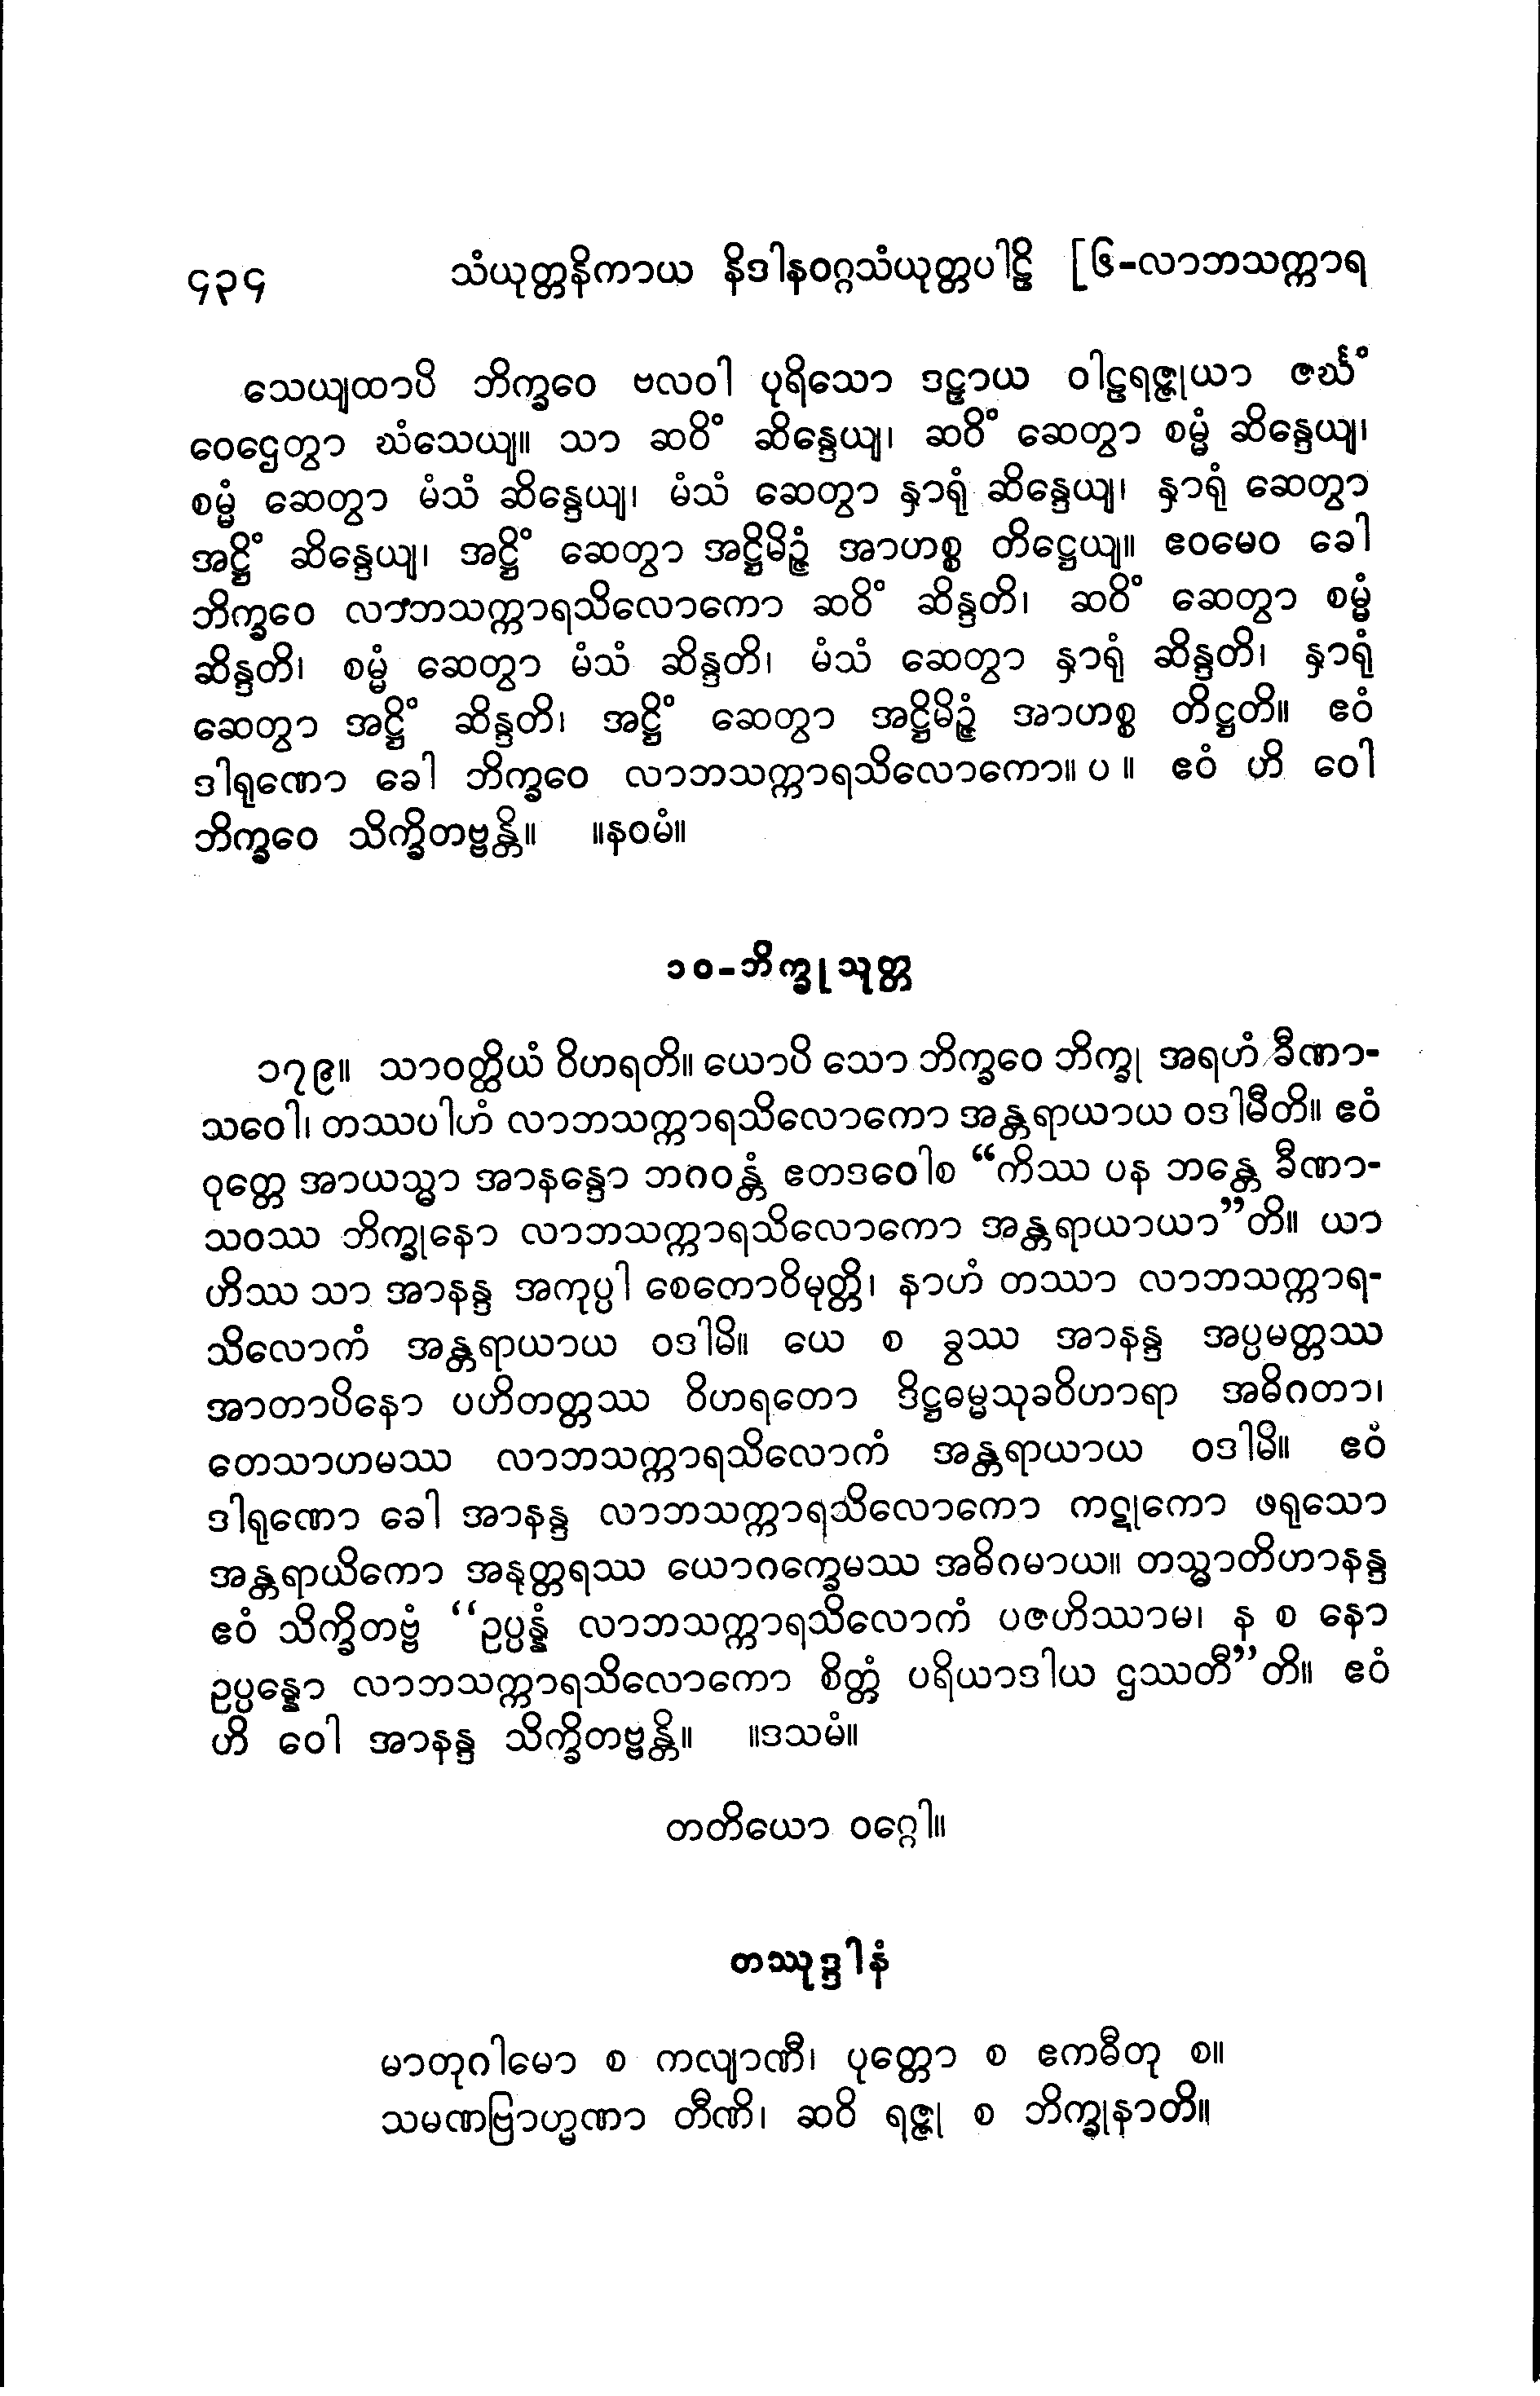 ၄၃၄ သံယုတ္တနိကာယ နိဒါနဝဂ္ဂသံယုတ္တပါဠိ [၆-လာဘသက္ကာရ
သေယျထာပိ ဘိက္ခဝေ ဗလဝါ ပုရိသော ဒဠှာယ ဝါဠရဇ္ဇုယာ ဇင်္ဃံ
ဝေဌေတွာ ဃံသေယျ။ သာ ဆဝိံ ဆိန္ဒေယျ၊ ဆဝိံ ဆေတွာ စမ္မံ ဆိန္ဒေယျ၊
စမ္မံ ဆေတွာ မံသံ ဆိန္ဒေယျ၊ မံသံ ဆေတွာ နှာရုံ ဆိန္ဒေယျ၊ နှာရုံ ဆေတွာ
အဋ္ဌိံ ဆိန္ဒေယျ၊ အဋ္ဌိံ ဆေတွာ အဋ္ဌိမိဉ္ဇံ အာဟစ္စ တိဋ္ဌေယျ။ ဧဝမေဝ ခေါ
ဘိက္ခဝေ လာဘသက္ကာရသိလောကော ဆဝိံ ဆိန္ဒတိ၊ ဆဝိံ ဆေတွာ စမ္မံ
ဆိန္ဒတိ၊ စမ္မံ ဆေတွာ မံသံ ဆိန္ဒတိ၊ မံသံ ဆေတွာ နှာရုံ ဆိန္ဒတိ၊ နှာရုံ
ဆေတွာ အဋ္ဌိံ ဆိန္ဒတိ၊ အဋ္ဌိံ ဆေတွာ အဋ္ဌိမိဉ္ဇံ အာဟစ္စ တိဋ္ဌတိ။ ဧဝံ
ဒါရုဏော ခေါ ဘိက္ခဝေ လာဘသက္ကာရသိလောကော။ ပ ။ ဧဝံ ဟိ ဝေါ
ဘိက္ခဝေ သိက္ခိတဗ္ဗန္တိ။ ။နဝမံ။
၁၀-ဘိက္ခုသုတ္တ
၁၇၉။ သာဝတ္ထိယံ ဝိဟရတိ။ ယောပိ သော ဘိက္ခဝေ ဘိက္ခု အရဟံ ခီဏာ-
သဝေါ၊ တဿပါဟံ လာဘသက္ကာရသိလောကော အန္တရာယာယ ဝဒါမီတိ။ ဧဝံ
ဝုတ္တေ အာယသ္မာ အာနန္ဒော ဘဂဝန္တံ ဧတဒဝေါစ “ကိဿ ပန ဘန္တေ ခီဏာ-
သဝဿ ဘိက္ခုနော လာဘသက္ကာရသိလောကော အန္တရာယာယာ”တိ။ ယာ
ဟိဿ သာ အာနန္ဒ အကုပ္ပါ စေတောဝိမုတ္တိ၊ နာဟံ တဿာ လာဘသက္ကာရ-
သိလောကံ အန္တရာယာယ ဝဒါမိ။ ယေ စ ခွဿ အာနန္ဒ အပ္ပမတ္တဿ
အာတာပိနော ပဟိတတ္တဿ ဝိဟရတော ဒိဋ္ဌဓမ္မသုခဝိဟာရာ အဓိဂတာ၊
တေသာဟမဿ လာဘသက္ကာရသိလောကံ အန္တရာယာယ ဝဒါမိ။ ဧဝံ
ဒါရုဏော ခေါ အာနန္ဒ လာဘသက္ကာရသိလောကော ကဋုကော ဖရုသော
အန္တရာယိကော အနုတ္တရဿ ယောဂက္ခေမဿ အဓိဂမာယ။ တသ္မာတိဟာနန္ဒ
ဧဝံ သိက္ခိတဗ္ဗံ “ဥပ္ပန္နံ လာဘသက္ကာရသိလောကံ ပဇဟိဿာမ၊ န စ နော
ဥပ္ပန္နော လာဘသက္ကာရသိလောကော စိတ္တံ ပရိယာဒါယ ဌဿတီ”တိ။ ဧဝံ
ဟိ ဝေါ အာနန္ဒ သိက္ခိတဗ္ဗန္တိ။ ။ဒသမံ။
တတိယော ဝဂ္ဂေါ။
တဿုဒ္ဒါနံ
မာတုဂါမော စ ကလျာဏီ၊ ပုတ္တော စ ဧကဓီတု စ။
သမဏဗြာဟ္မဏာ တီဏိ၊ ဆဝိ ရဇ္ဇု စ ဘိက္ခုနာတိ။